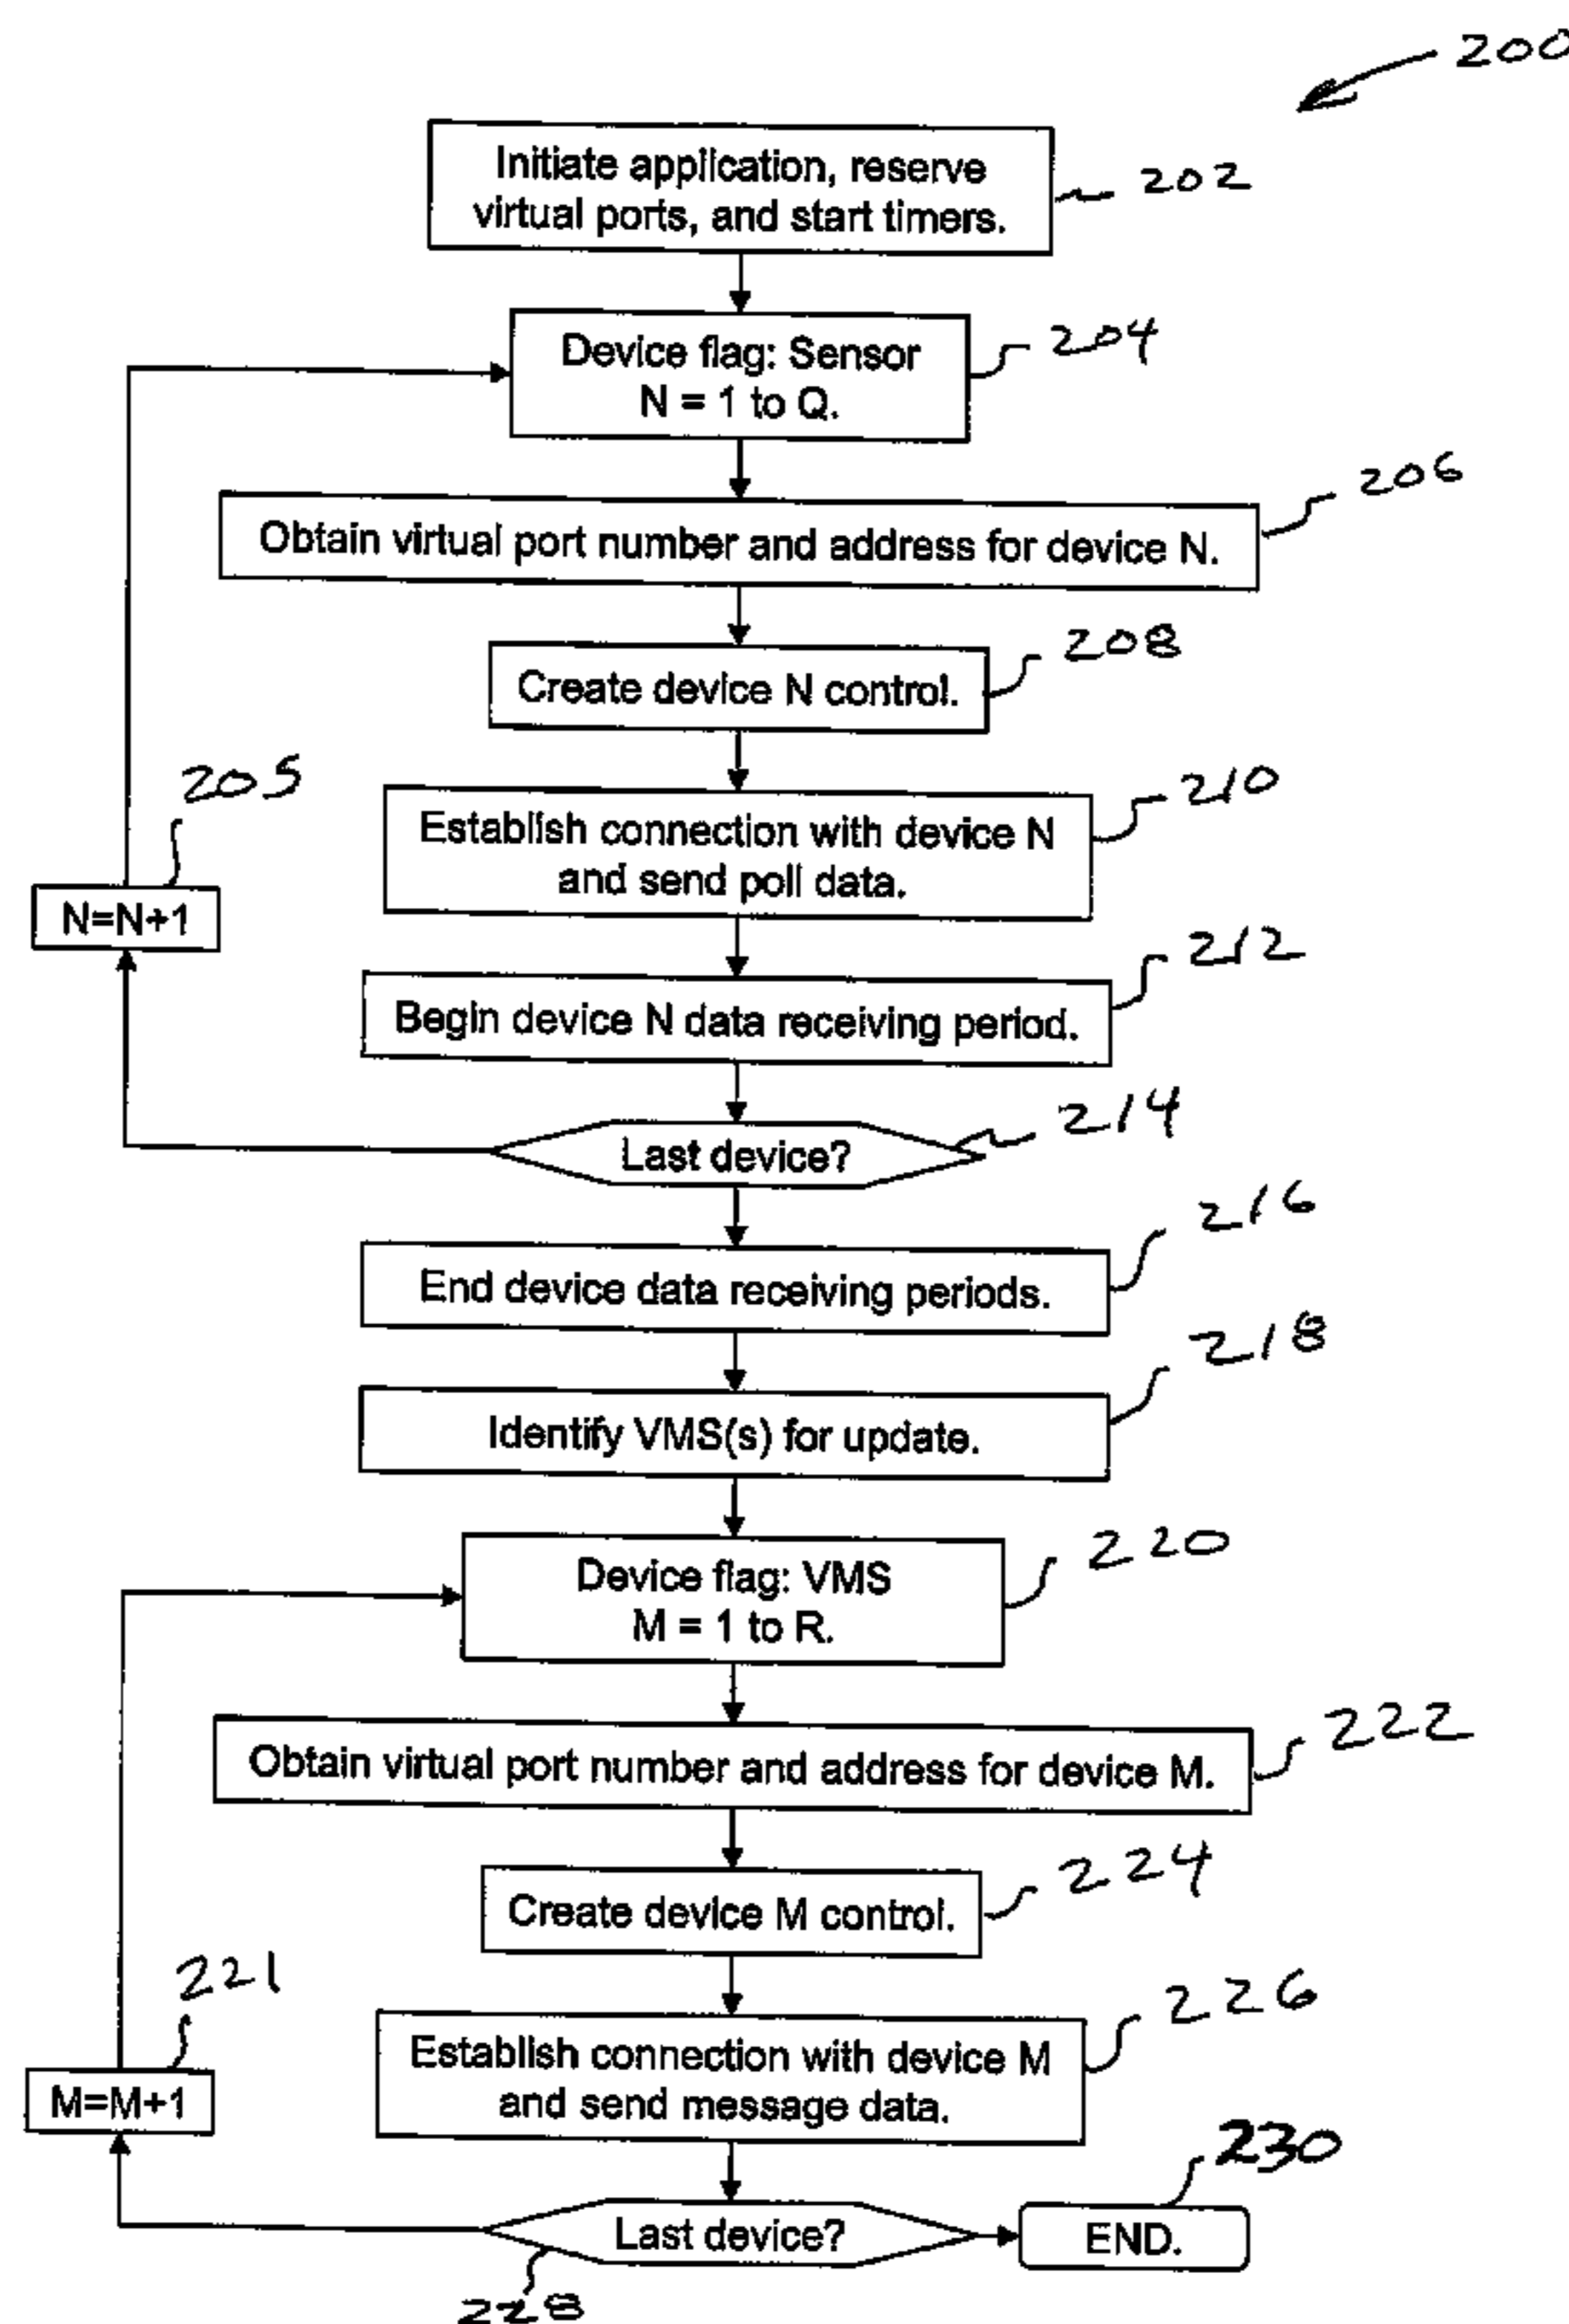 200
Initiate application, reserve
virtual ports, and start timers.
202
Device flag: Sensor
N = 1 to Q.
204
Obtain virtual port number and address for device N.
206
Create device N control.
208
Establish connection with device N
and send poll data.
210
N=N+1
205
Begin device N data receiving period.
212
Last device?
214
End device data receiving periods.
216
Identify VMS(s) for update.
218
Device flag: VMS
M = 1 to R.
220
Obtain virtual port number and address for device M.
222
Create device M control.
224
Establish connection with device M
and send message data.
226
M=M+1
221
Last device?
228
END.
230